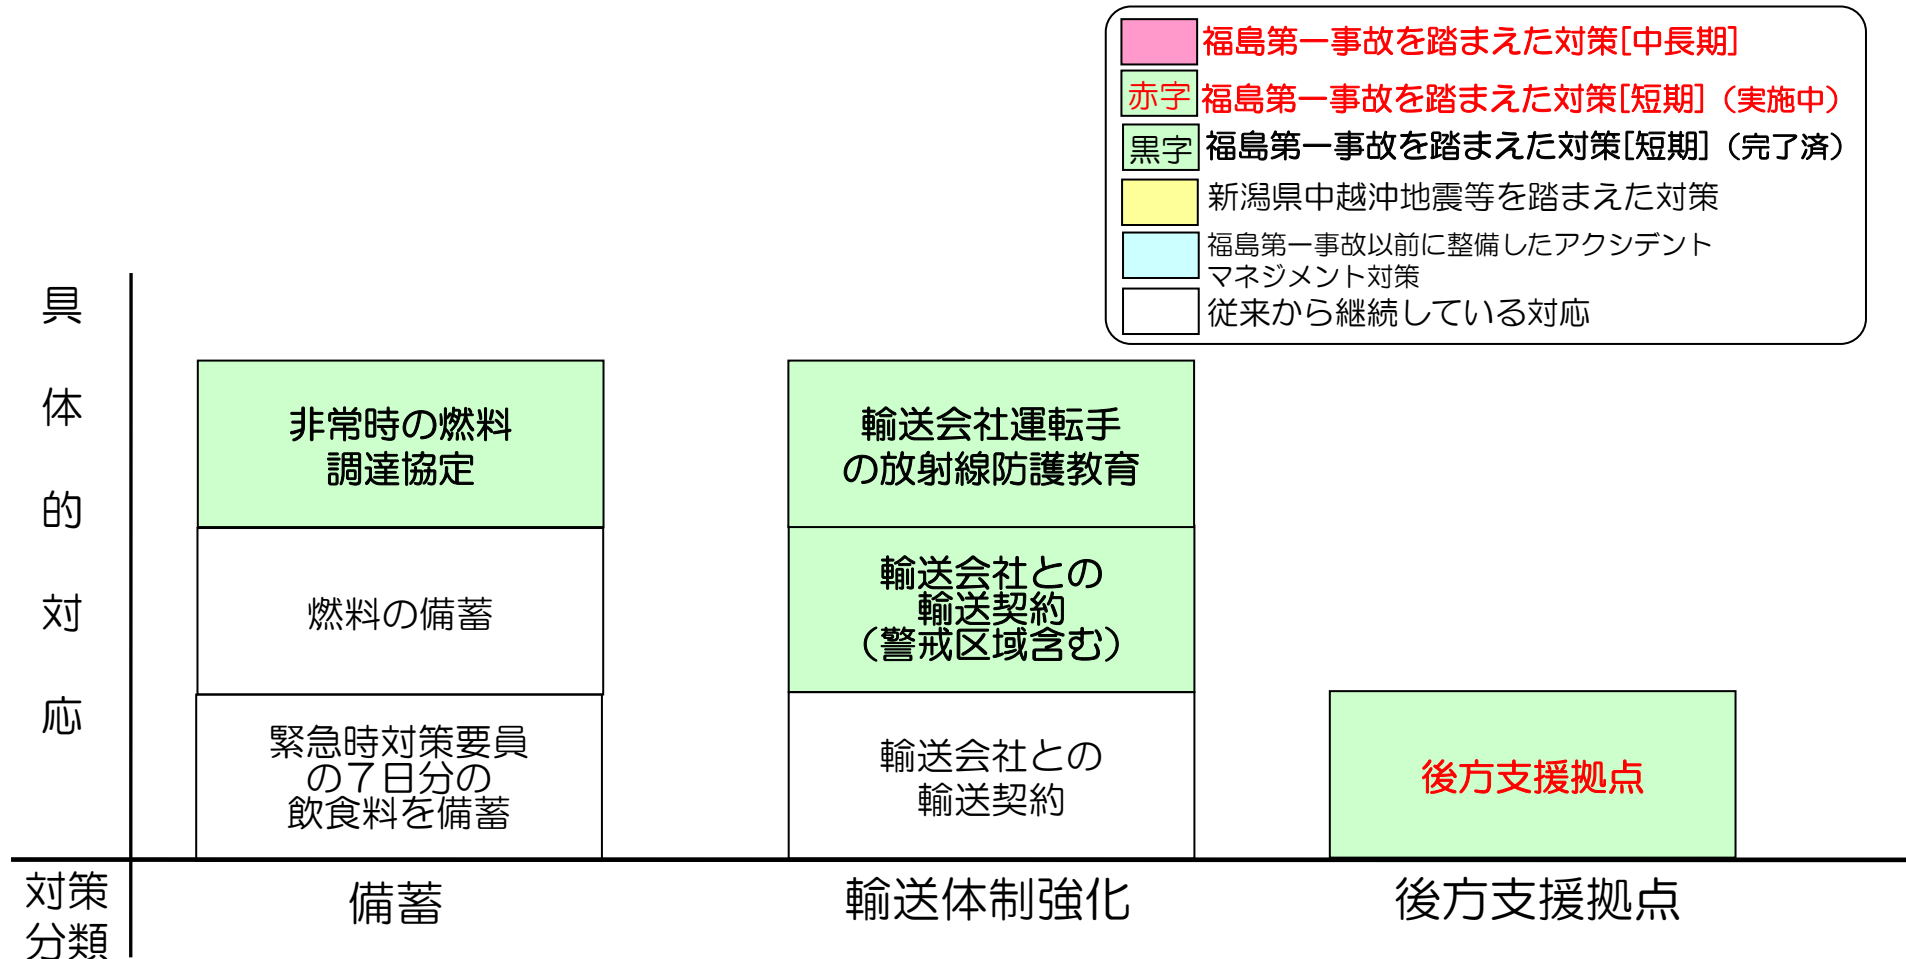 福島第一事故を踏まえた対策[中長期]
赤字 福島第一事故を踏まえた対策[短期]（実施中）
黒字 福島第一事故を踏まえた対策[短期]（完了済）
新潟県中越沖地震等を踏まえた対策
福島第一事故以前に整備したアクシデント
マネジメント対策
従来から継続している対応
具
体
的
対
応
非常時の燃料
調達協定
燃料の備蓄
緊急時対策要員
の７日分の
飲食料を備蓄
輸送会社運転手
の放射線防護教育
輸送会社との
輸送契約
（警戒区域含む）
輸送会社との
輸送契約
後方支援拠点
対策
分類
備蓄
輸送体制強化
後方支援拠点